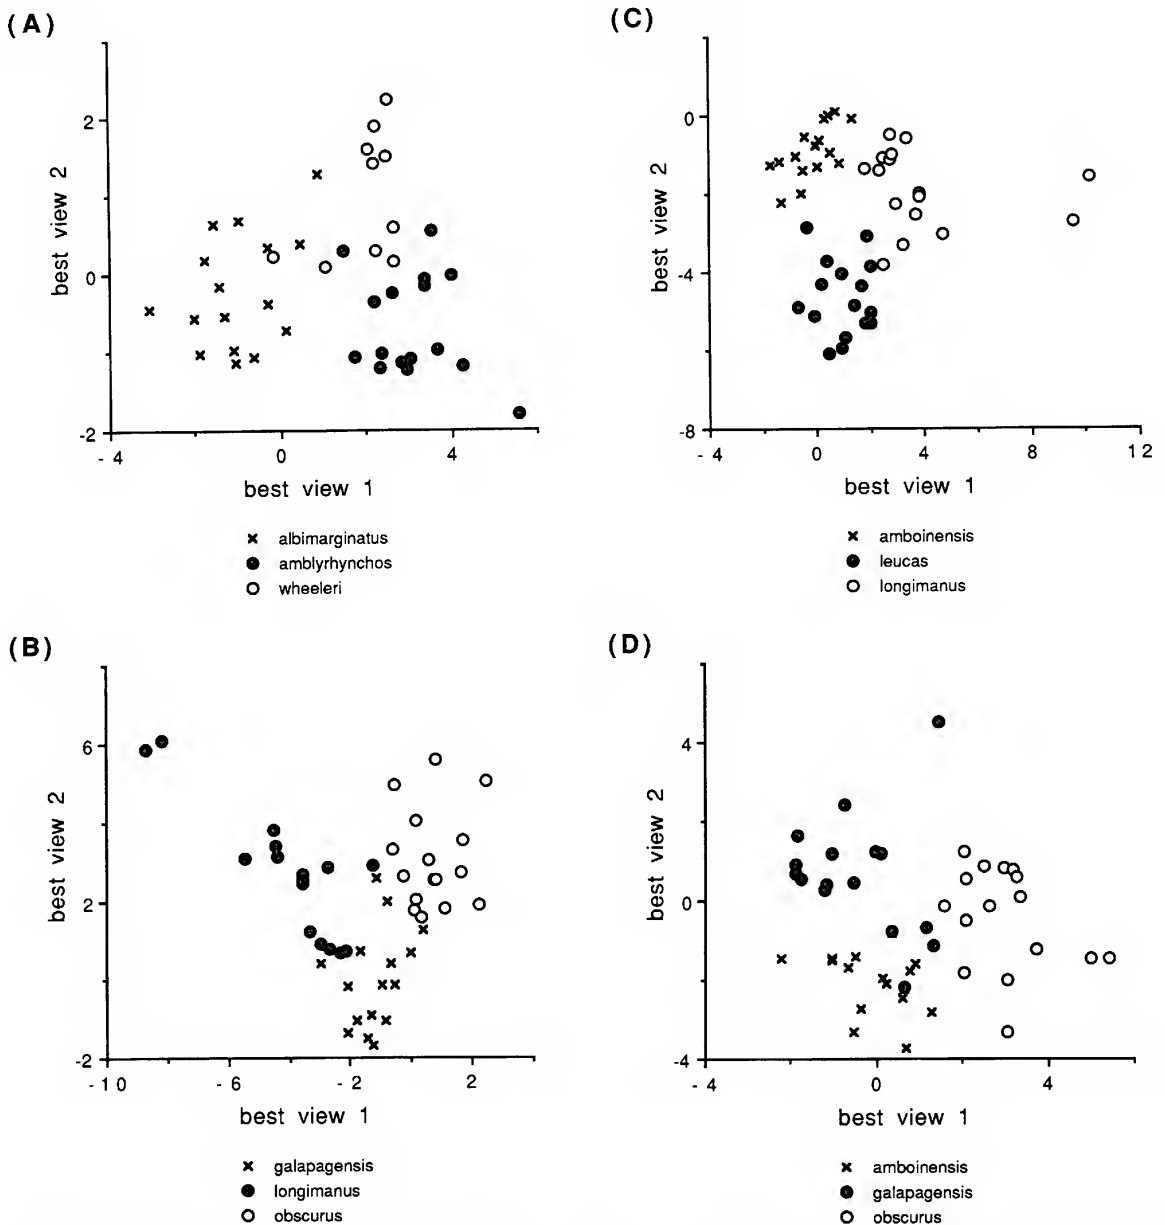 (A)
2
0
-2
-4
0
4
best view 2
best view 1
albimarginatus
amblyrhynchos
wheeleri
(C)
0
-4
-8
-4
0
4
8
12
best view 2
best view 1
amboinensis
leucas
longimanus
(B)
6
2
-2
-10
-6
-2
2
best view 2
best view 1
galapagensis
longimanus
obscurus
(D)
4
0
-4
-4
0
4
best view 2
best view 1
amboinensis
galapagensis
obscurus